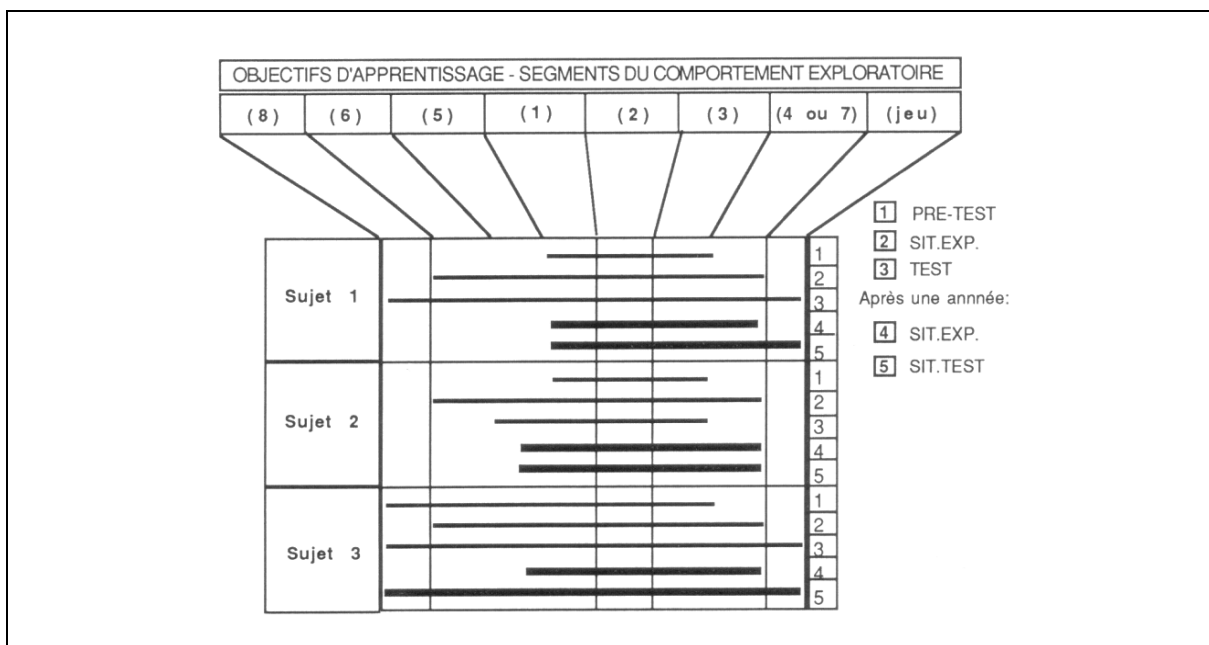 OBJECTIFS D'APPRENTISSAGE - SEGMENTS DU COMPORTEMENT EXPLORATOIRE
(8) (6) (5) (1) (2) (3) (4 ou 7) (jeu)
1 PRE-TEST
2 SIT.EXP.
3 TEST
Après une annnée:
4 SIT.EXP.
5 SIT.TEST
Sujet 1
1
2
3
4
5
Sujet 2
1
2
3
4
5
Sujet 3
1
2
3
4
5